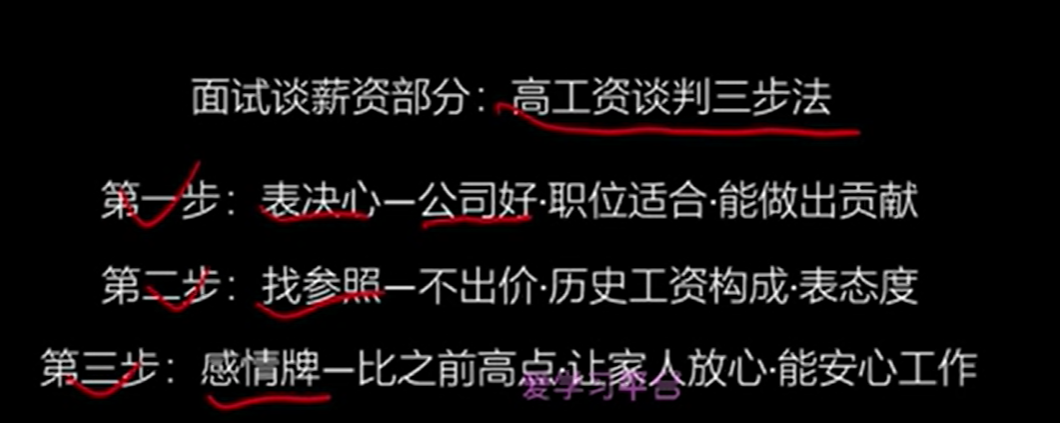 面试谈薪资部分：高工资谈判三步法
第一步：表决心—公司好·职位适合·能做出贡献
第二步：找参照—不出价·历史工资构成·表态度
第三步：感情牌—比之前高点·让家人放心·能安心工作
爱学习平台